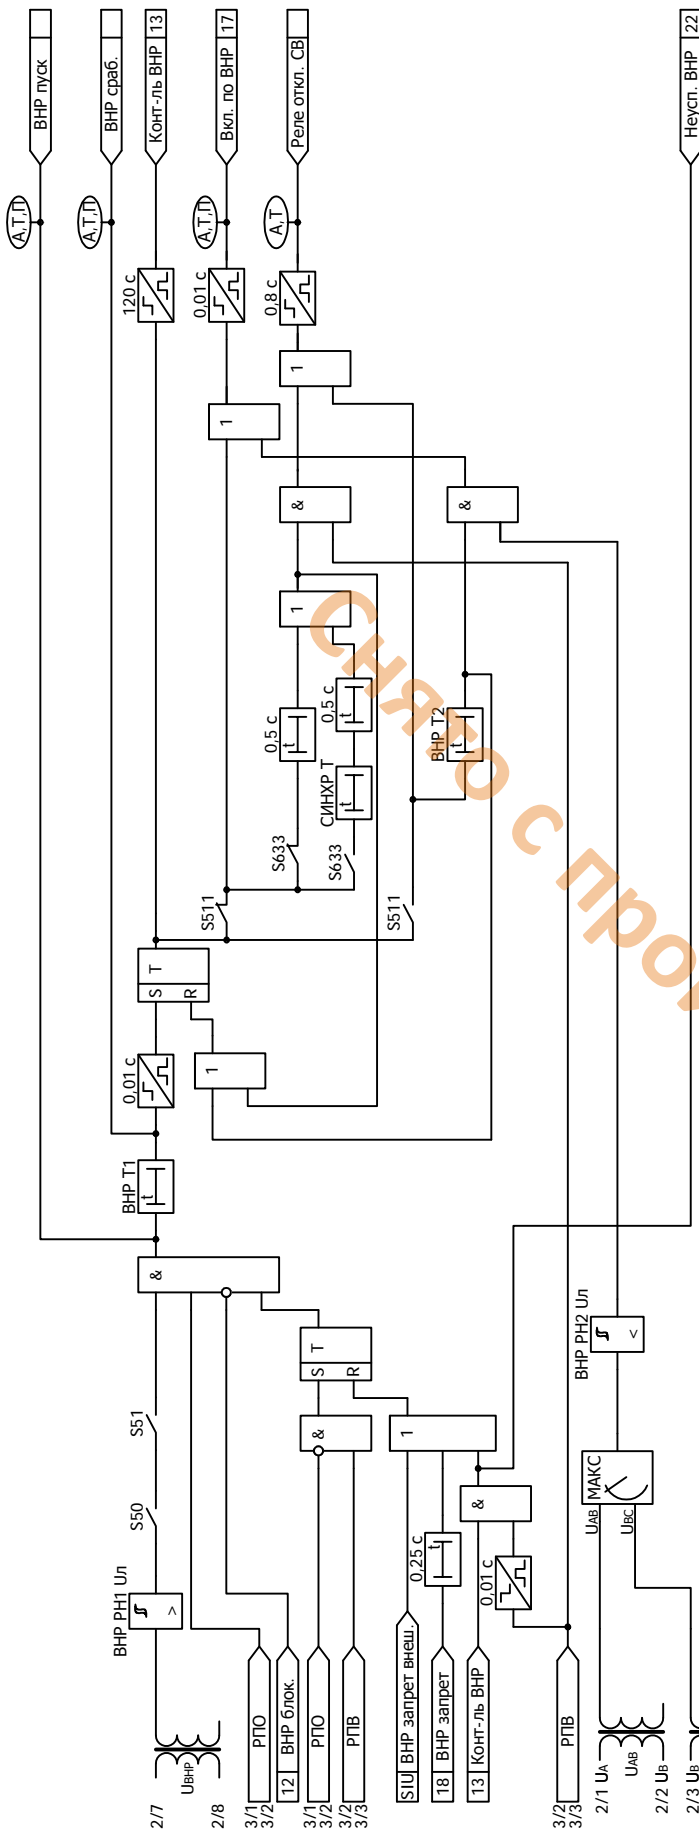 ВНР пуск
ВНР сраб.
Конт-ль ВНР 13
Вкл. по ВНР 17
Реле откл. СВ
Неусп. ВНР 22
А,Т,П
А,Т,П
А,Т,П
А,Т
120 с
0,01 с
0,8 с
1
1
&
&
1
0,5 с
t
0,5 с
t
СИНХР Т
t
ВНР Т2
t
S633
S633
S511
S511
S T
R
0,01 с
1
ВНР Т1
t
&
S51
S50
ВНР РН1 Uл
>
2/7
UВНР
2/8
S T
R
&
1
&
0,25 с
t
0,01 с
3/1
3/2
РПО
12 ВНР блок.
3/1
3/2
РПО
3/2
3/3
РПВ
SIU ВНР запрет внеш.
18 ВНР запрет
13 Конт-ль ВНР
3/2
3/3
РПВ
ВНР РН2 Uл
<
МАКС
UАВ
UВС
2/1 UА
UАВ
2/2 UВ
2/3 UВ
Снято с прои